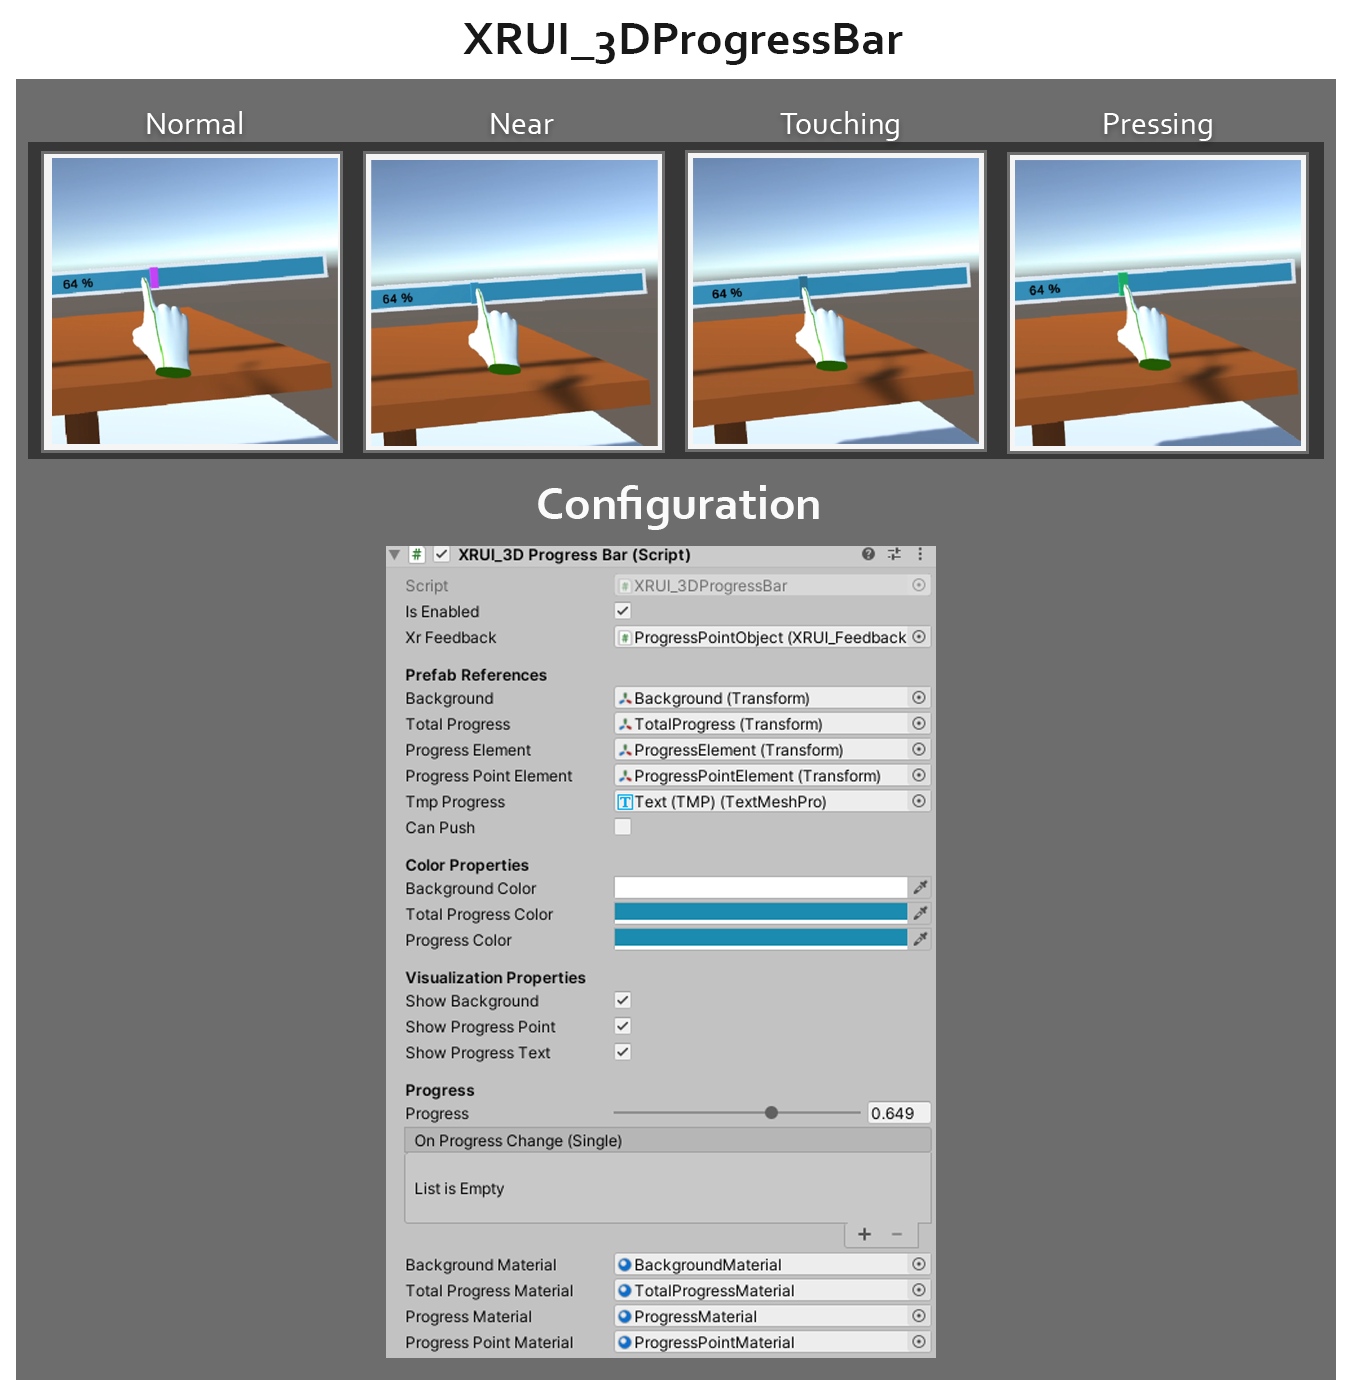 XRUI_3DProgressBar
Normal Near Touching Pressing
64 % 64 % 64 % 64 %
Configuration
XRUI_3D Progress Bar (Script)
Script XRUI_3DProgressBar
Is Enabled
Xr Feedback ProgressPointObject (XRUI_Feedback
Prefab References
Background Background (Transform)
Total Progress TotalProgress (Transform)
Progress Element ProgressElement (Transform)
Progress Point Element ProgressPointElement (Transform)
Tmp Progress Text (TMP) (TextMeshPro)
Can Push
Color Properties
Background Color
Total Progress Color
Progress Color
Visualization Properties
Show Background
Show Progress Point
Show Progress Text
Progress
Progress 0.649
On Progress Change (Single)
List is Empty
Background Material BackgroundMaterial
Total Progress Material TotalProgressMaterial
Progress Material ProgressMaterial
Progress Point Material ProgressPointMaterial